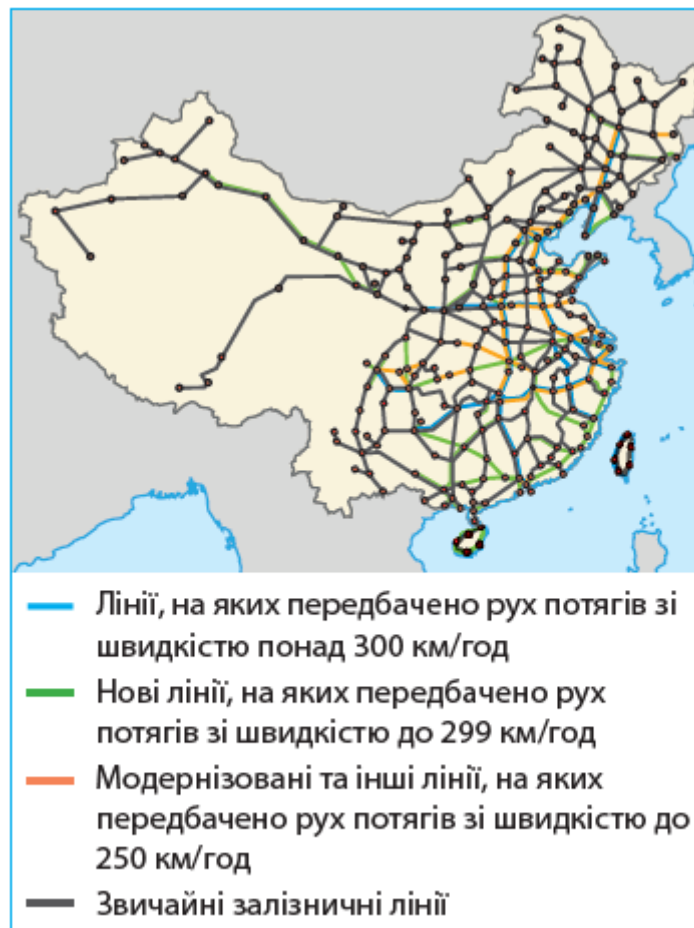 Лінії, на яких передбачено рух потягів зі
швидкістю понад 300 км/год
Нові лінії, на яких передбачено рух
потягів зі швидкістю до 299 км/год
Модернізовані та інші лінії, на яких
передбачено рух потягів зі швидкістю до
250 км/год
Звичайні залізничні лінії